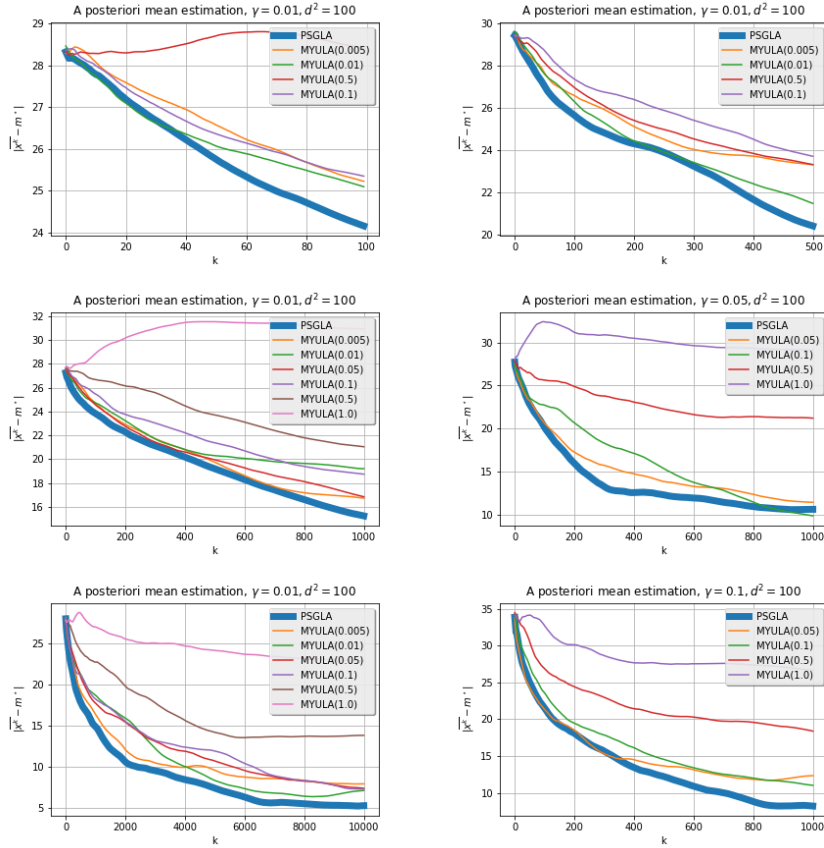 A posteriori mean estimation, γ = 0.01, d² = 100
29
28
27
26
25
24
|x̅ᵏ − m*|
0 20 40 60 80 100
k
PSGLA
MYULA(0.005)
MYULA(0.01)
MYULA(0.5)
MYULA(0.1)
A posteriori mean estimation, γ = 0.01, d² = 100
30
28
26
24
22
20
|x̅ᵏ − m*|
0 100 200 300 400 500
k
PSGLA
MYULA(0.005)
MYULA(0.01)
MYULA(0.5)
MYULA(0.1)
A posteriori mean estimation, γ = 0.01, d² = 100
32
30
28
26
24
22
20
18
16
|x̅ᵏ − m*|
0 200 400 600 800 1000
k
PSGLA
MYULA(0.005)
MYULA(0.01)
MYULA(0.05)
MYULA(0.1)
MYULA(0.5)
MYULA(1.0)
A posteriori mean estimation, γ = 0.05, d² = 100
30
25
20
15
10
|x̅ᵏ − m*|
0 200 400 600 800 1000
k
PSGLA
MYULA(0.05)
MYULA(0.1)
MYULA(0.5)
MYULA(1.0)
A posteriori mean estimation, γ = 0.01, d² = 100
25
20
15
10
5
|x̅ᵏ − m*|
0 2000 4000 6000 8000 10000
k
PSGLA
MYULA(0.005)
MYULA(0.01)
MYULA(0.05)
MYULA(0.1)
MYULA(0.5)
MYULA(1.0)
A posteriori mean estimation, γ = 0.1, d² = 100
35
30
25
20
15
10
|x̅ᵏ − m*|
0 200 400 600 800 1000
k
PSGLA
MYULA(0.05)
MYULA(0.1)
MYULA(0.5)
MYULA(1.0)